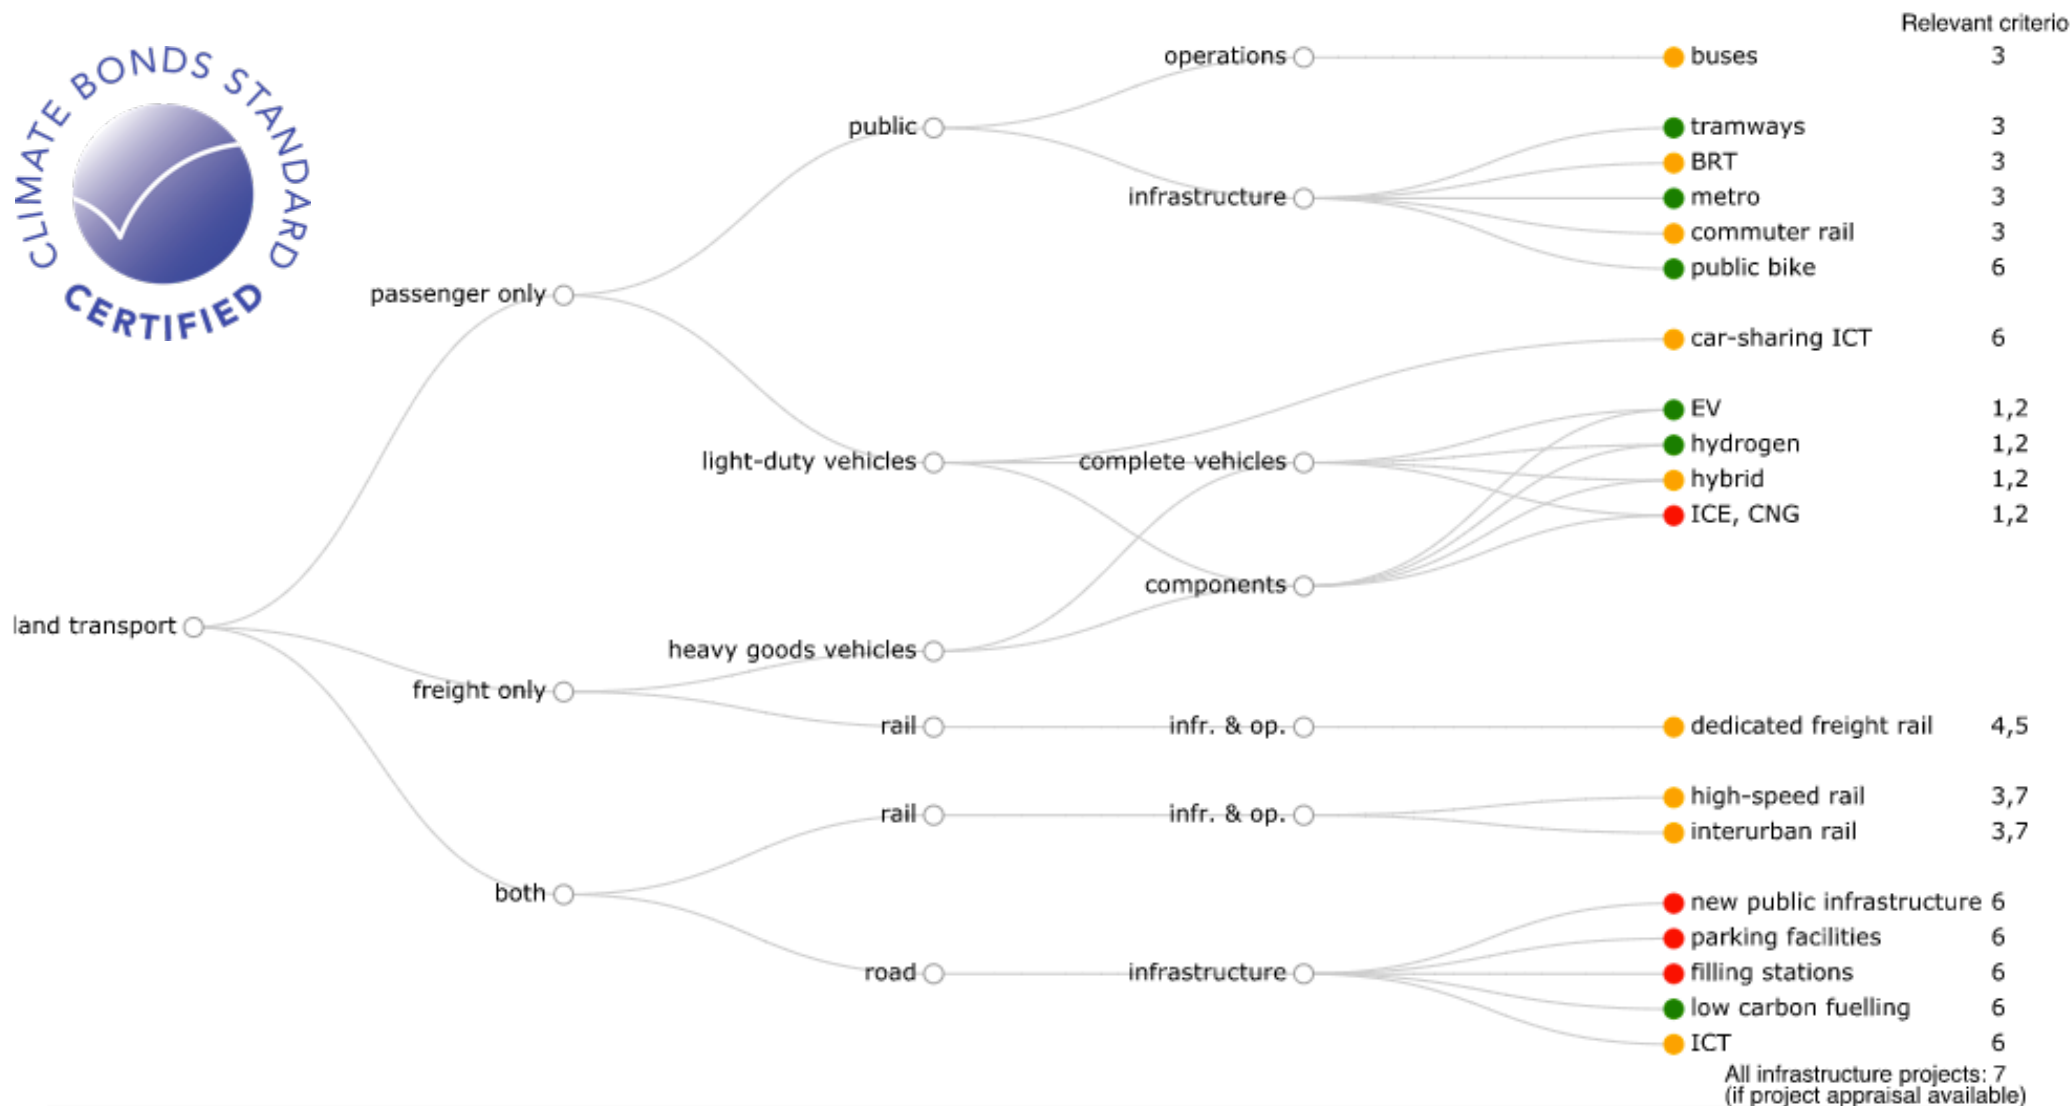 Relevant criterio
CLIMATE BONDS STANDARD
CERTIFIED
operations
buses 3
public
tramways 3
BRT 3
infrastructure
metro 3
commuter rail 3
public bike 6
passenger only
car-sharing ICT 6
EV 1,2
hydrogen 1,2
light-duty vehicles
complete vehicles
hybrid 1,2
ICE, CNG 1,2
components
land transport
heavy goods vehicles
freight only
rail
infr. & op.
dedicated freight rail 4,5
high-speed rail 3,7
rail
infr. & op.
interurban rail 3,7
both
new public infrastructure 6
parking facilities 6
road
infrastructure
filling stations 6
low carbon fuelling 6
ICT 6
All infrastructure projects: 7
(if project appraisal available)